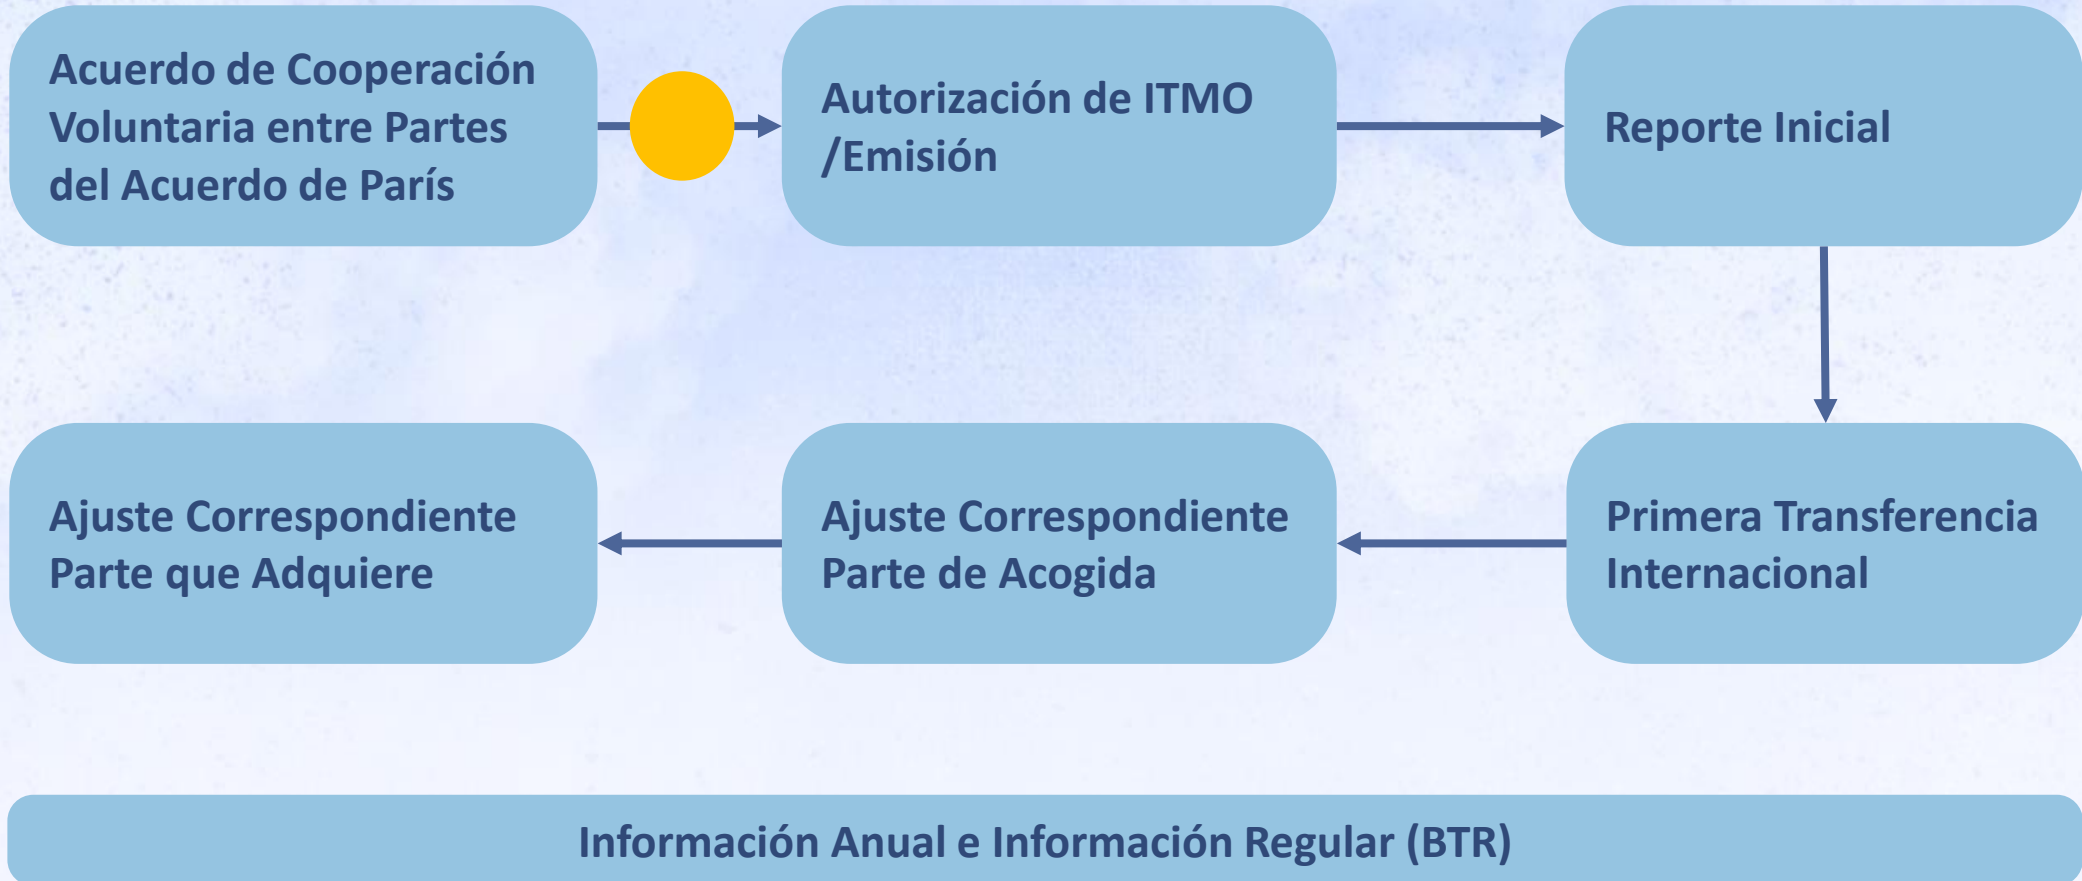 Acuerdo de Cooperación
Voluntaria entre Partes
del Acuerdo de París
Autorización de ITMO
/Emisión
Reporte Inicial
Primera Transferencia
Internacional
Ajuste Correspondiente
Parte de Acogida
Ajuste Correspondiente
Parte que Adquiere
Información Anual e Información Regular (BTR)